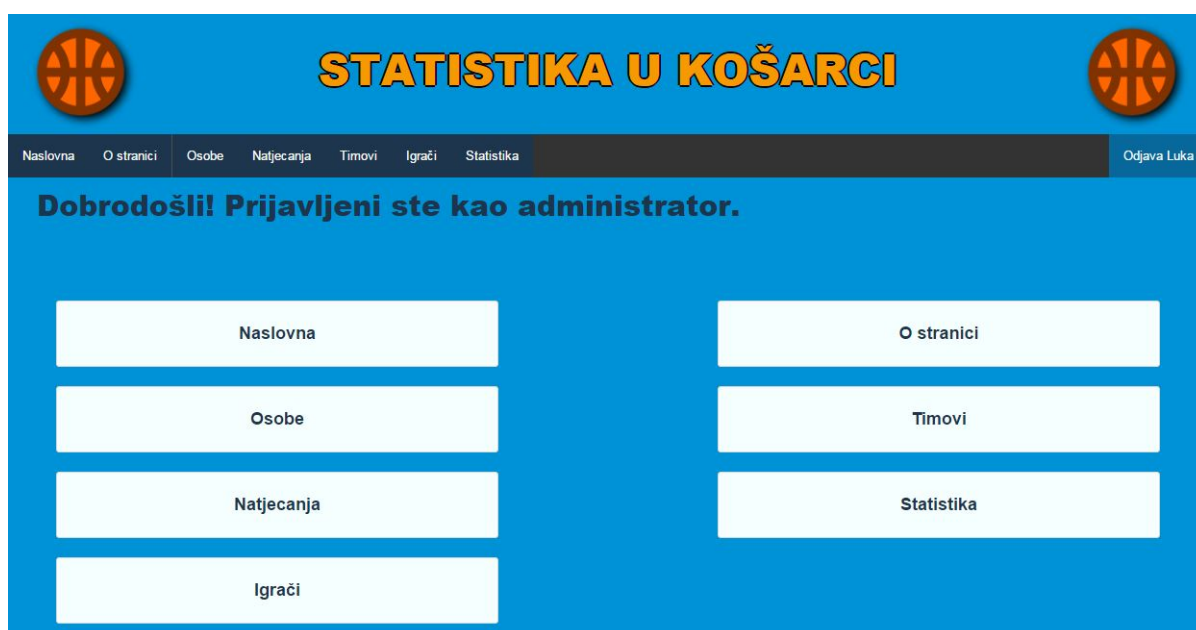 STATISTIKA U KOŠARCI
Naslovna O stranici Osobe Natjecanja Timovi Igrači Statistika Odjava Luka
Dobrodošli! Prijavljeni ste kao administrator.
Naslovna O stranici
Osobe Timovi
Natjecanja Statistika
Igrači